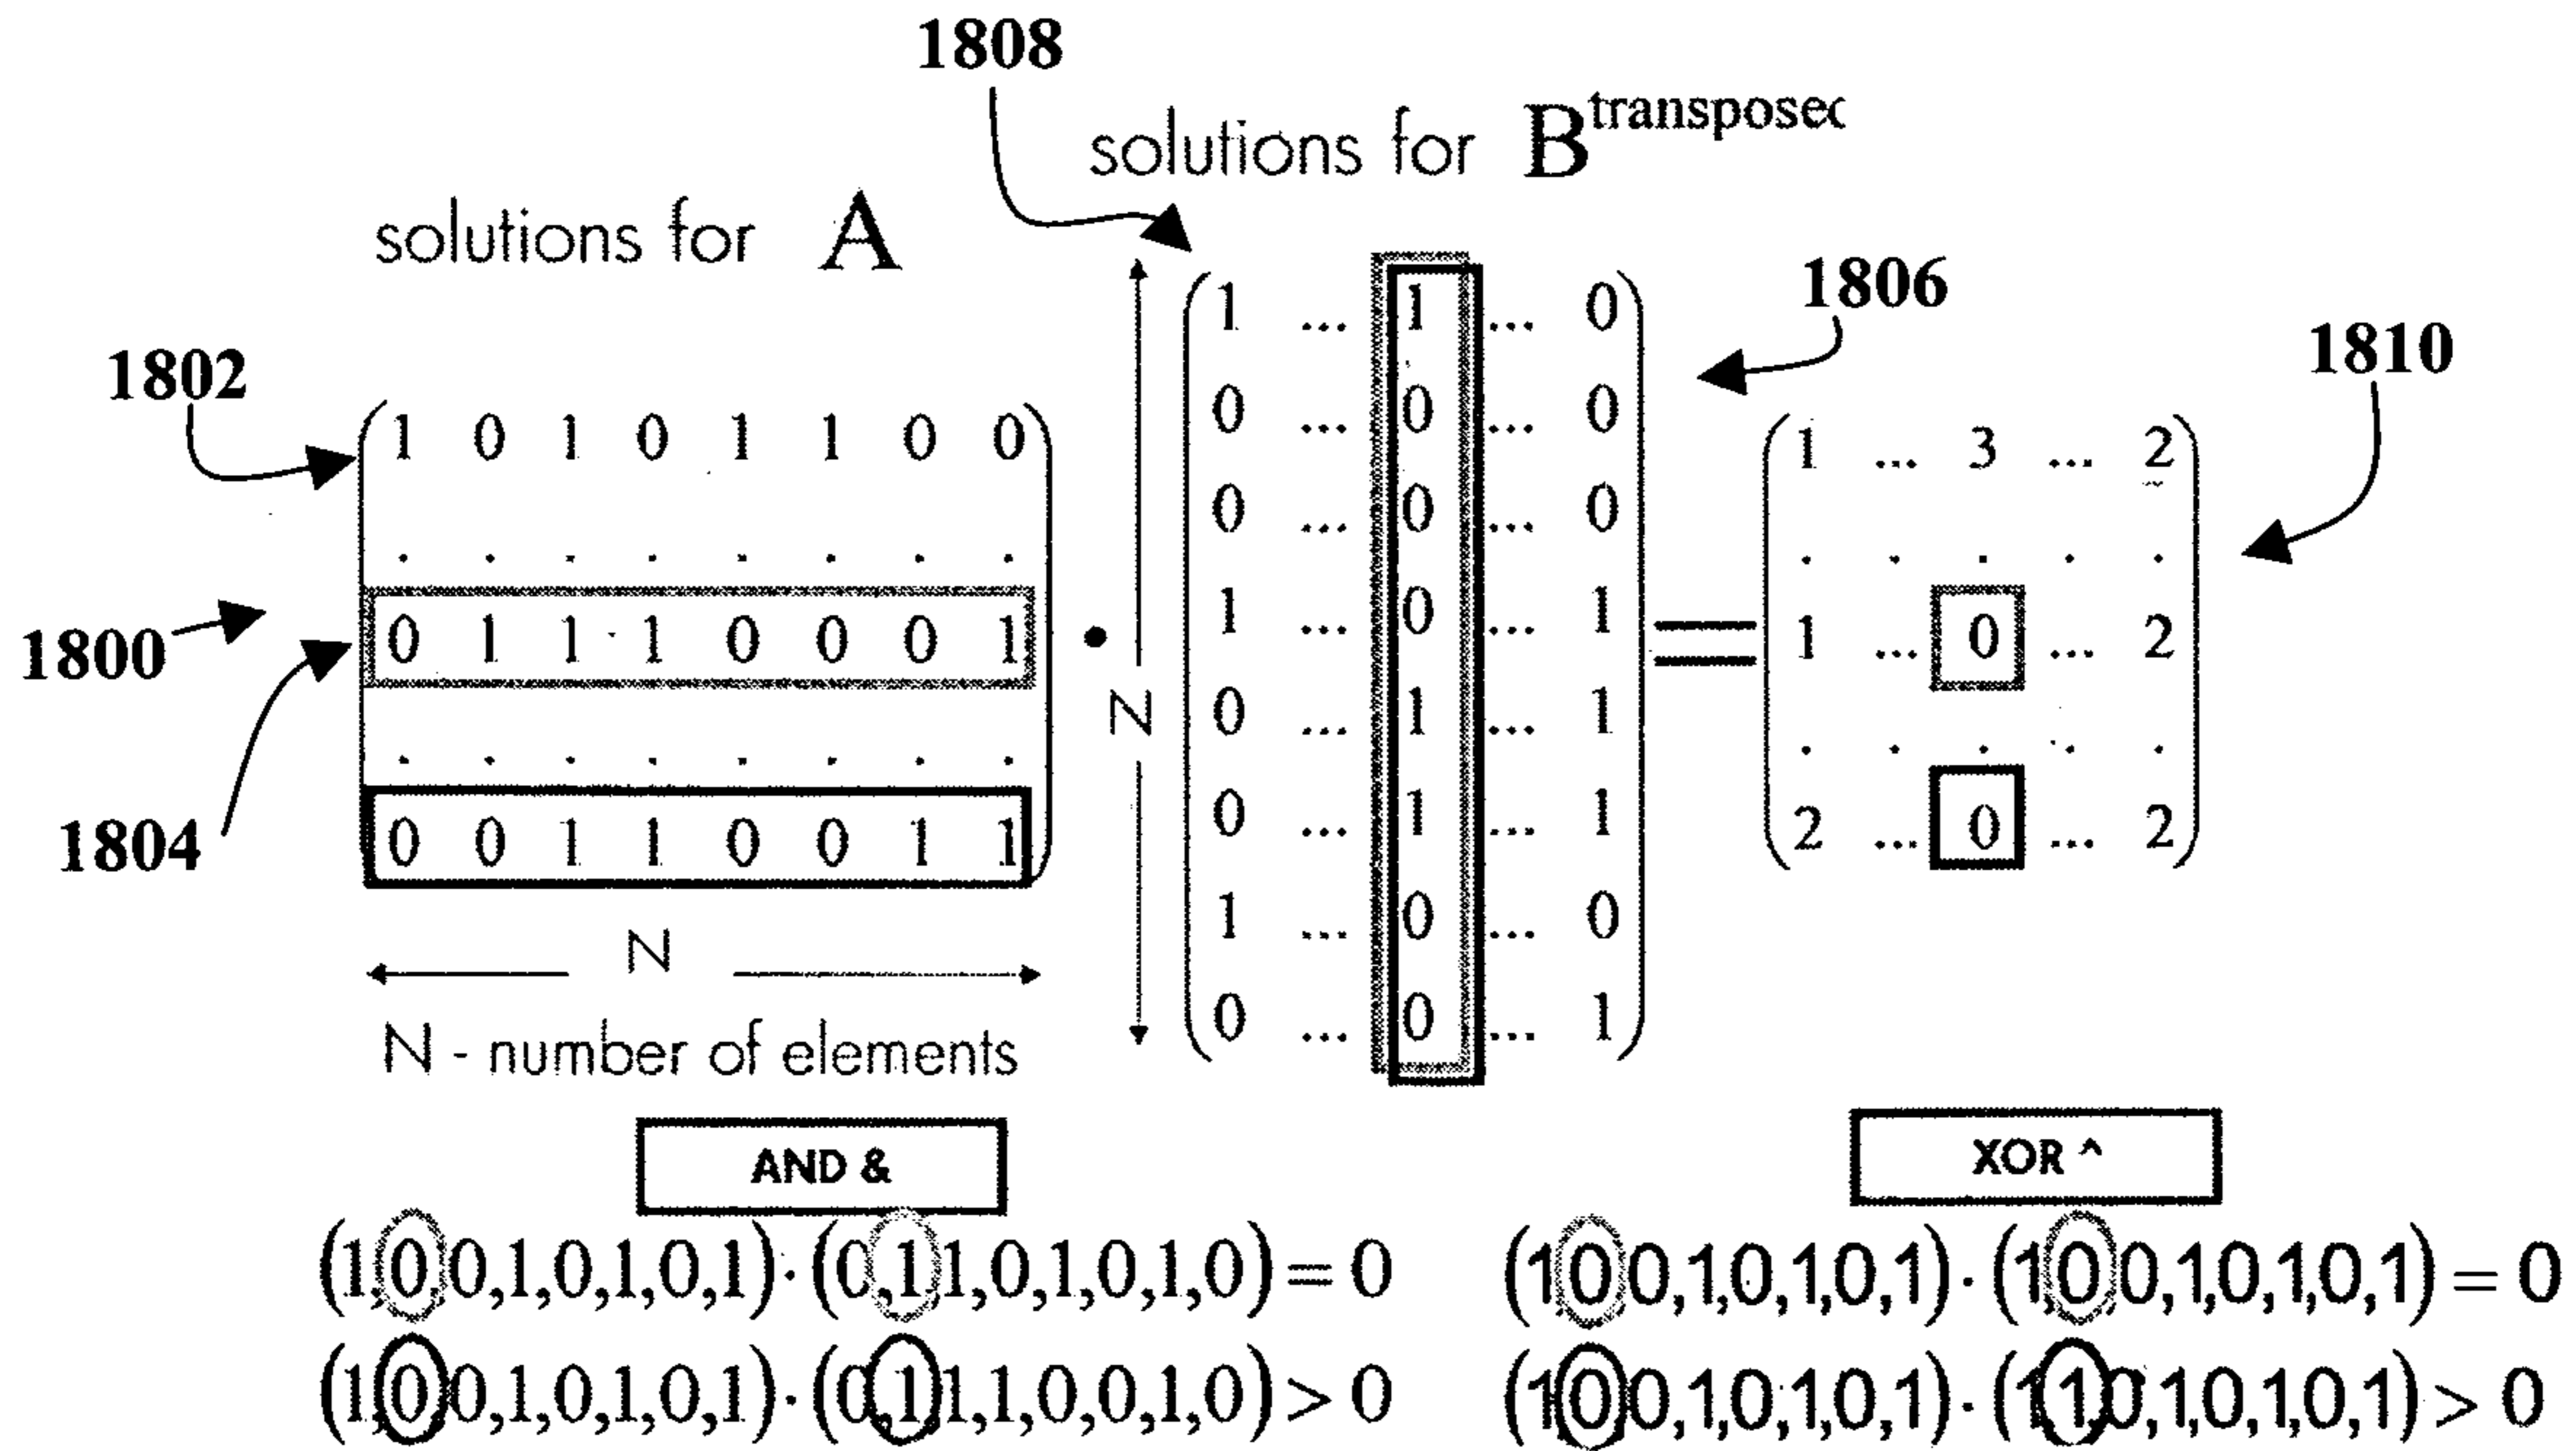 1808
solutions for B^transposed
solutions for A
1806
1810
1802
1800
1804
1 0 1 0 1 1 0 0
. . . . . . . .
0 1 1 1 0 0 0 1
. . . . . . . .
0 0 1 1 0 0 1 1
N
N - number of elements
•
N
1 ... 1 ... 0
0 ... 0 ... 0
0 ... 0 ... 0
1 ... 0 ... 1
0 ... 1 ... 1
0 ... 1 ... 1
1 ... 0 ... 0
0 ... 0 ... 1
=
1 ... 3 ... 2
. . . . .
1 ... 0 ... 2
. . . . .
2 ... 0 ... 2
AND &
(1,0,0,1,0,1,0,1)·(0,1,1,0,1,0,1,0) = 0
(1,0,0,1,0,1,0,1)·(0,1,1,1,0,0,1,0) > 0
XOR ^
(1,0,0,1,0,1,0,1)·(1,0,0,1,0,1,0,1) = 0
(1,0,0,1,0,1,0,1)·(1,1,0,1,0,1,0,1) > 0